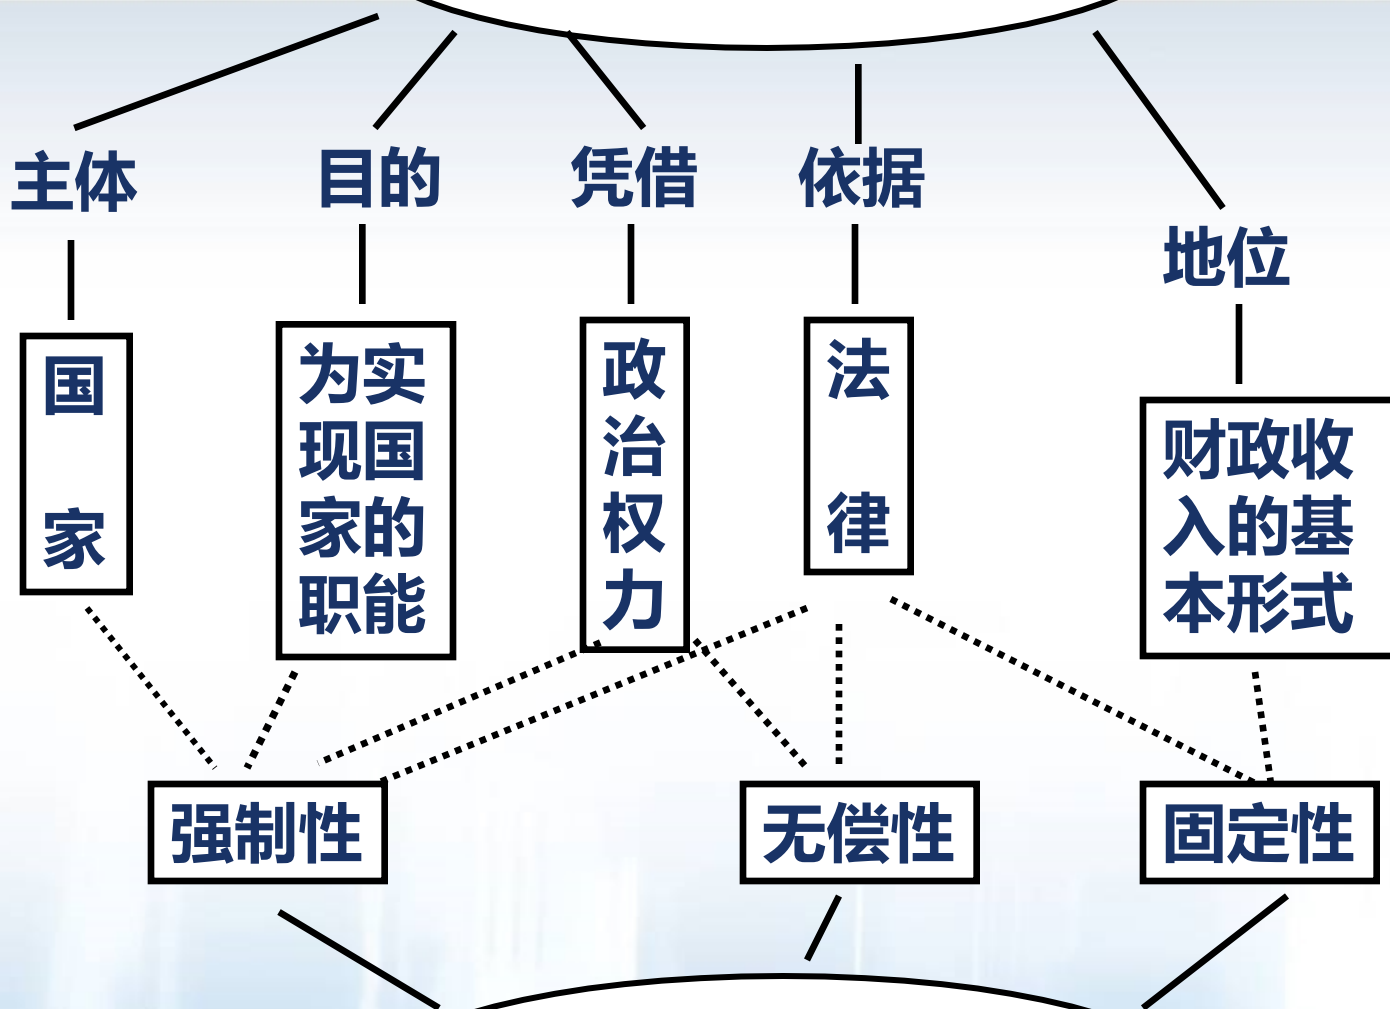 主体
目的
凭借
依据
地位
国
家
为实
现国
家的
职能
政
治
权
力
法
律
财政收
入的基
本形式
强制性
无偿性
固定性